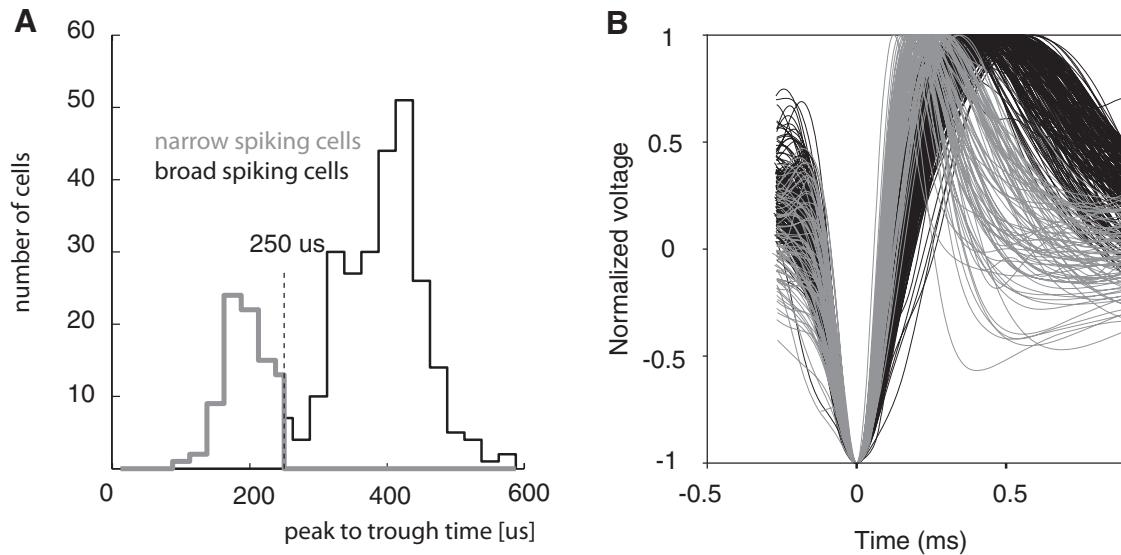 A
60
50
40
30
20
10
number of cells
narrow spiking cells
broad spiking cells
250 us
0
200
400
600
peak to trough time [us]
B
1
0.5
0
-0.5
-1
Normalized voltage
-0.5
0
0.5
Time (ms)